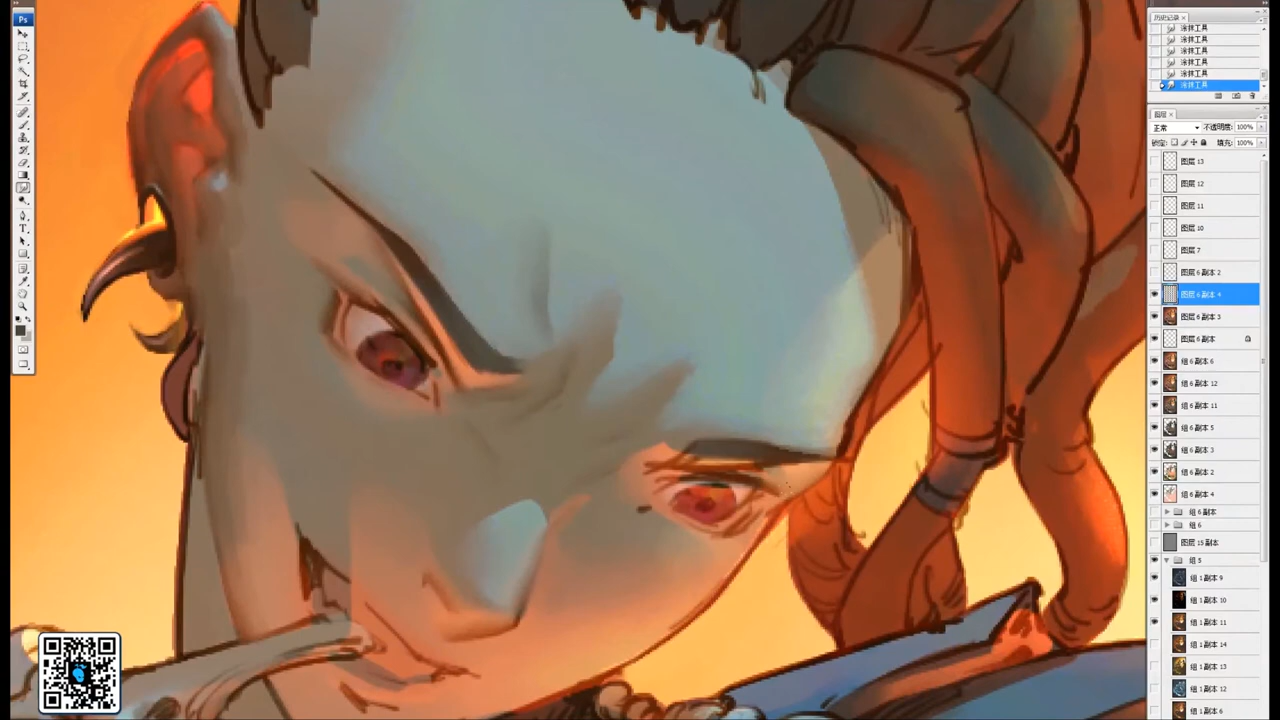 Ps
历史记录 ×
涂抹工具
涂抹工具
涂抹工具
涂抹工具
涂抹工具
涂抹工具
图层 ×
正常 不透明度: 100%
锁定: 填充: 100%
图层 13
图层 12
图层 11
图层 10
图层 7
图层 6 副本 2
图层 6 副本 4
图层 6 副本 3
图层 6 副本
组 6 副本 6
组 6 副本 12
组 6 副本 11
组 6 副本 5
组 6 副本 3
组 6 副本 2
组 6 副本 4
组 6 副本
组 6
图层 15 副本
组 5
组 1 副本 9
组 1 副本 10
组 1 副本 11
组 1 副本 14
组 1 副本 13
组 1 副本 12
组 1 副本 6